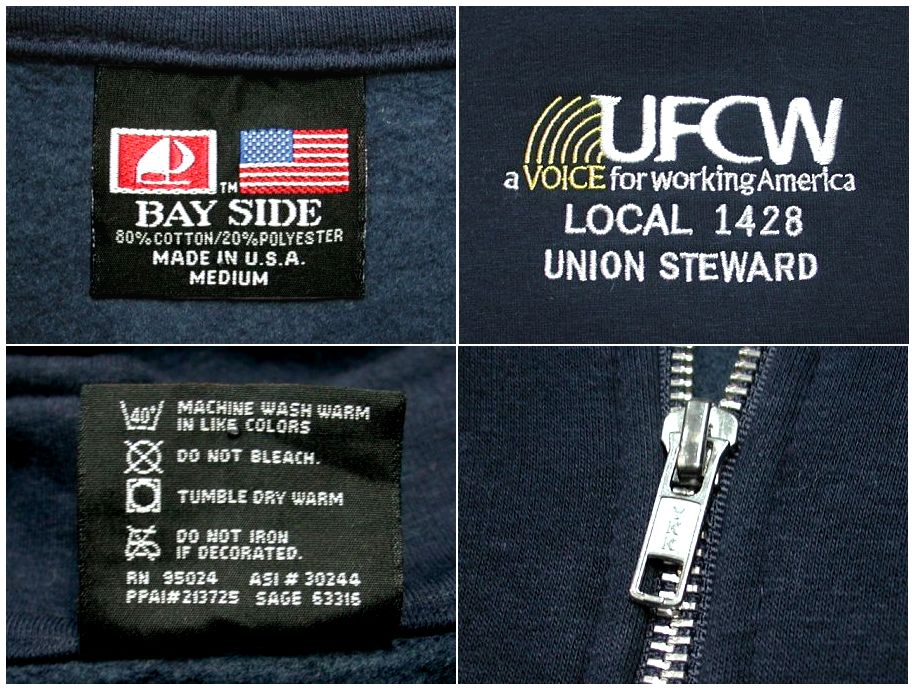 TM
BAY SIDE
80% COTTON/20% POLYESTER
MADE IN U.S.A.
MEDIUM
UFCW
a VOICE for working America
LOCAL 1428
UNION STEWARD
40°
MACHINE WASH WARM
IN LIKE COLORS
DO NOT BLEACH.
TUMBLE DRY WARM
DO NOT IRON
IF DECORATED.
RN 95024 ASI # 30244
PPAI#213725 SAGE 63316
YKK